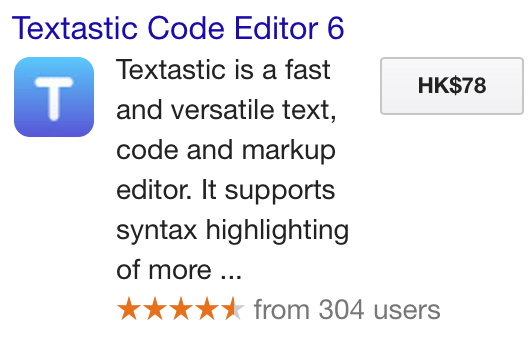 Textastic Code Editor 6
T
Textastic is a fast
and versatile text,
code and markup
editor. It supports
syntax highlighting
of more ...
HK$78
from 304 users